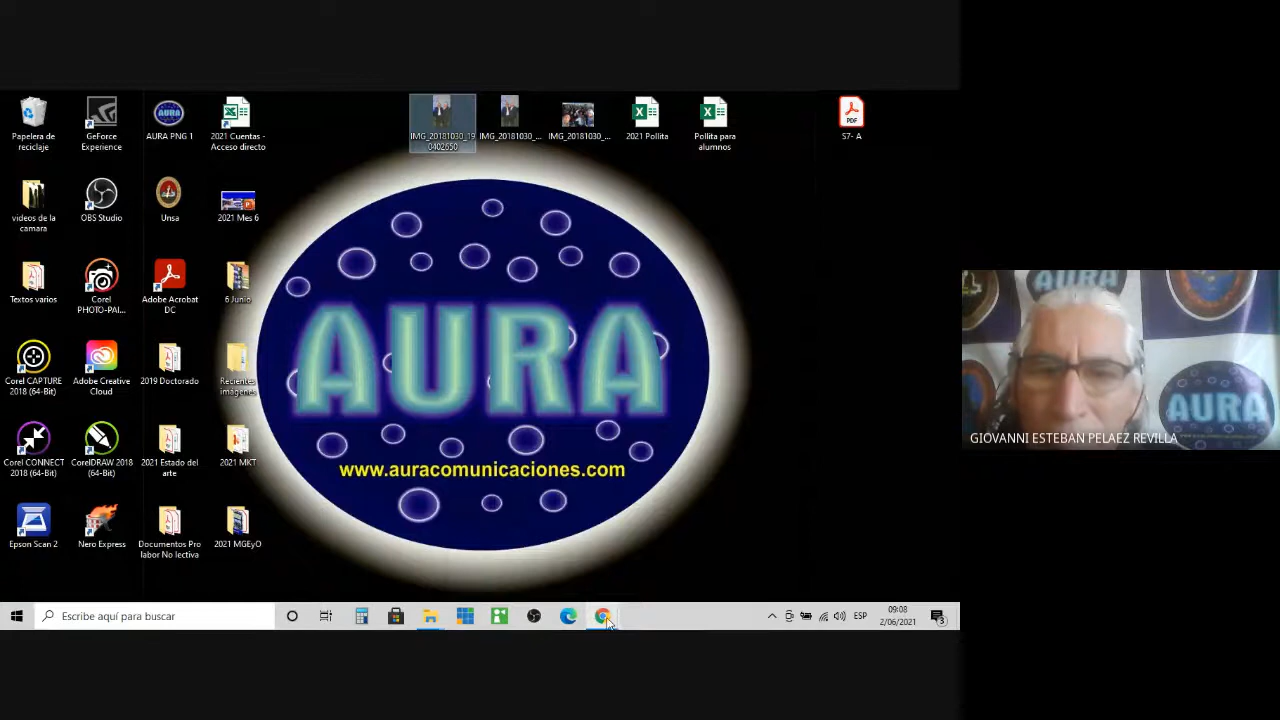 Papelera de
reciclaje
GeForce
Experience
AURA PNG 1
2021 Cuentas -
Acceso directo
IMG_20181030_19
0402650
IMG_20181030_...
IMG_20181030_...
2021 Pollita
Pollita para
alumnos
PDF
S7- A
videos de la
camara
OBS Studio
Unsa
2021 Mes 6
Textos varios
Corel
PHOTO-PAI...
Adobe Acrobat
DC
6 Junio
Corel CAPTURE
2018 (64-Bit)
Adobe Creative
Cloud
2019 Doctorado
Recientes
imagenes
Corel CONNECT
2018 (64-Bit)
CorelDRAW 2018
(64-Bit)
2021 Estado del
arte
2021 MKT
Epson Scan 2
Nero Express
Documentos Pro
labor No lectiva
2021 MGEyO
AURA
www.auracomunicaciones.com
AURA
AURA
GIOVANNI ESTEBAN PELAEZ REVILLA
Escribe aquí para buscar
ESP
09:08
2/06/2021
3